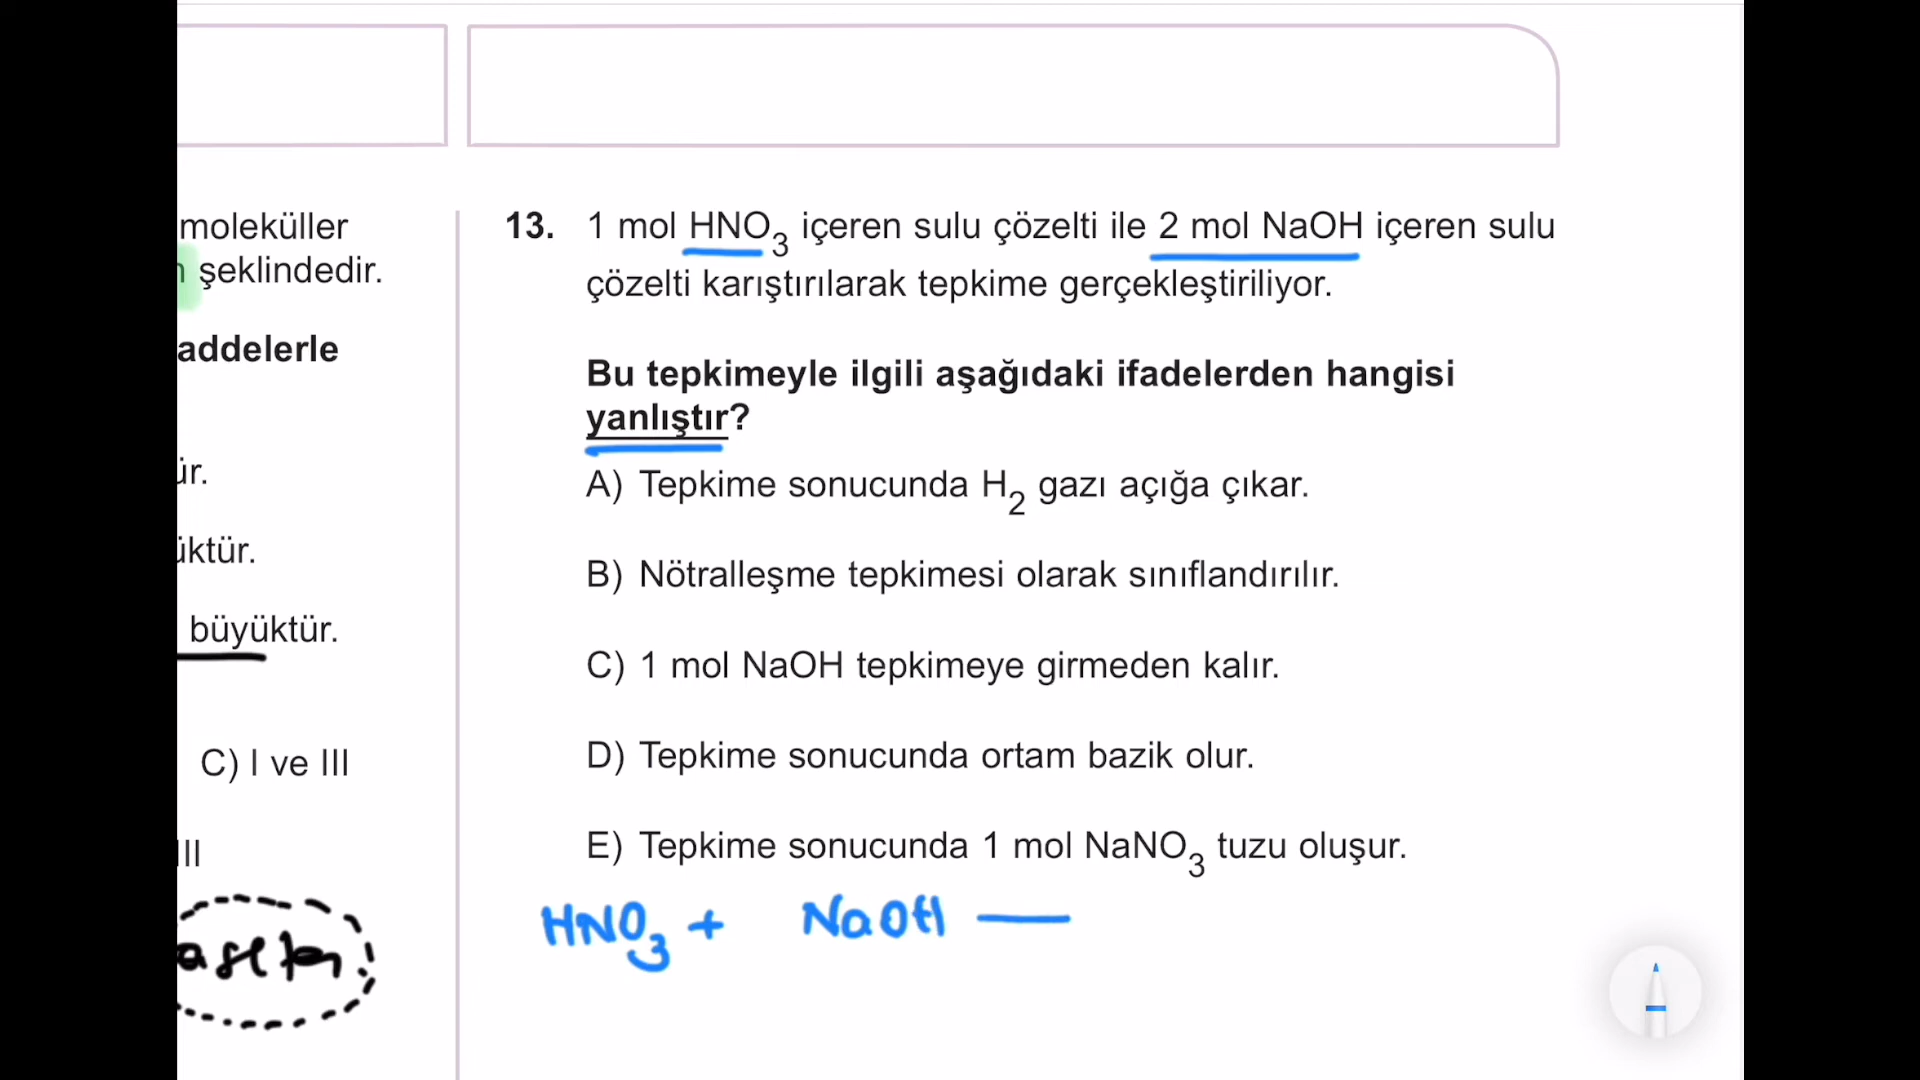 moleküller
şeklindedir.
addelerle
ür.
üktür.
büyüktür.
C) I ve III
III
aseton
13. 1 mol HNO3 içeren sulu çözelti ile 2 mol NaOH içeren sulu
çözelti karıştırılarak tepkime gerçekleştiriliyor.
Bu tepkimeyle ilgili aşağıdaki ifadelerden hangisi
yanlıştır?
A) Tepkime sonucunda H2 gazı açığa çıkar.
B) Nötralleşme tepkimesi olarak sınıflandırılır.
C) 1 mol NaOH tepkimeye girmeden kalır.
D) Tepkime sonucunda ortam bazik olur.
E) Tepkime sonucunda 1 mol NaNO3 tuzu oluşur.
HNO3 + NaOH —